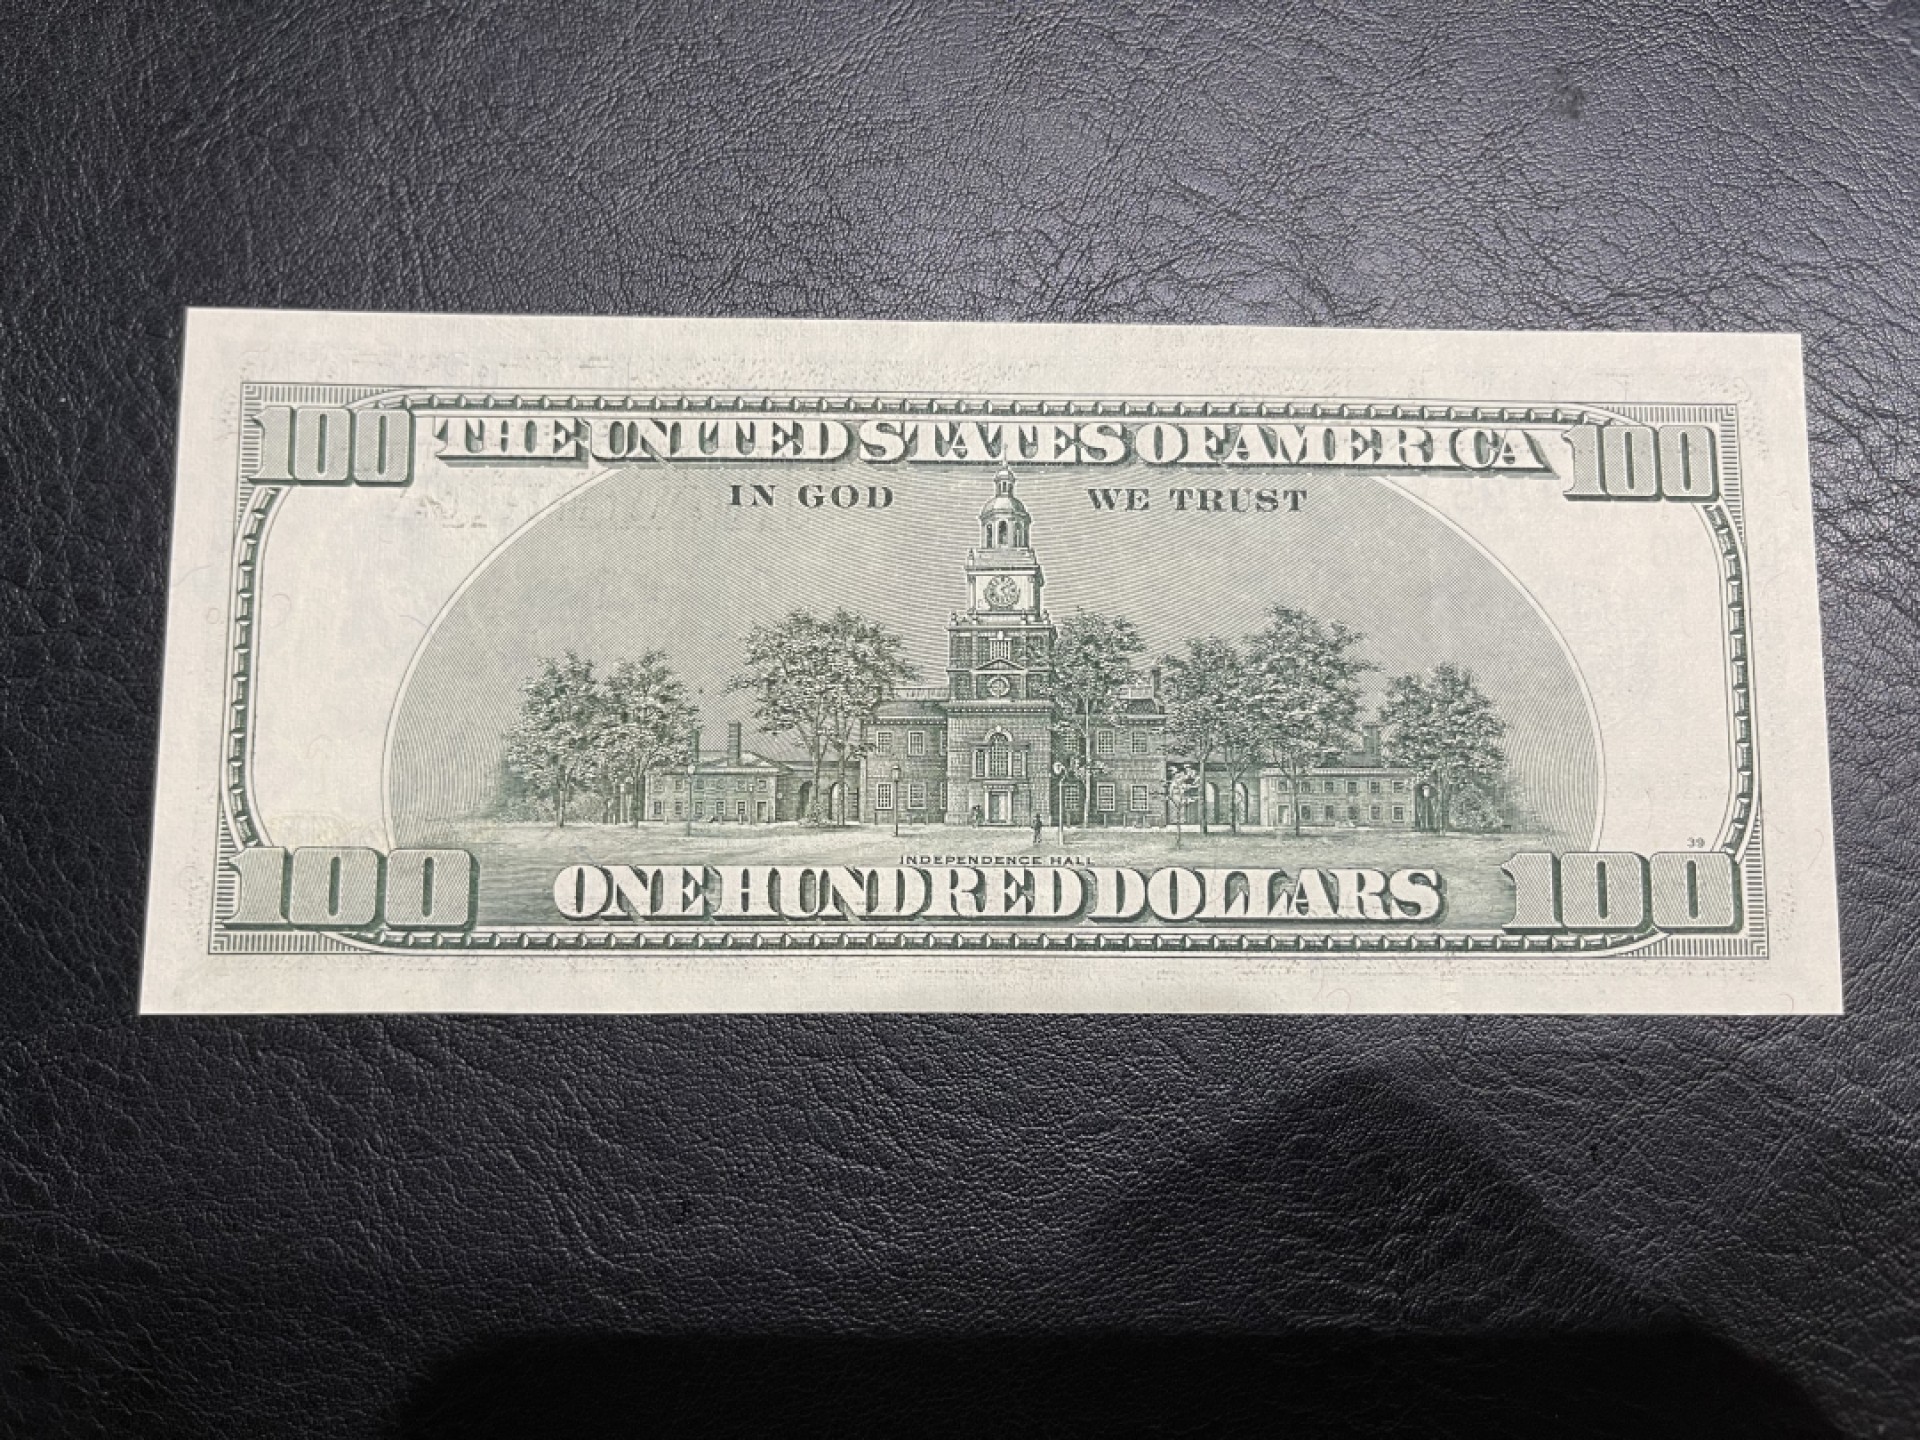 100 THE UNITED STATES OF AMERICA 100
IN GOD WE TRUST
39
INDEPENDENCE HALL
100 ONE HUNDRED DOLLARS 100